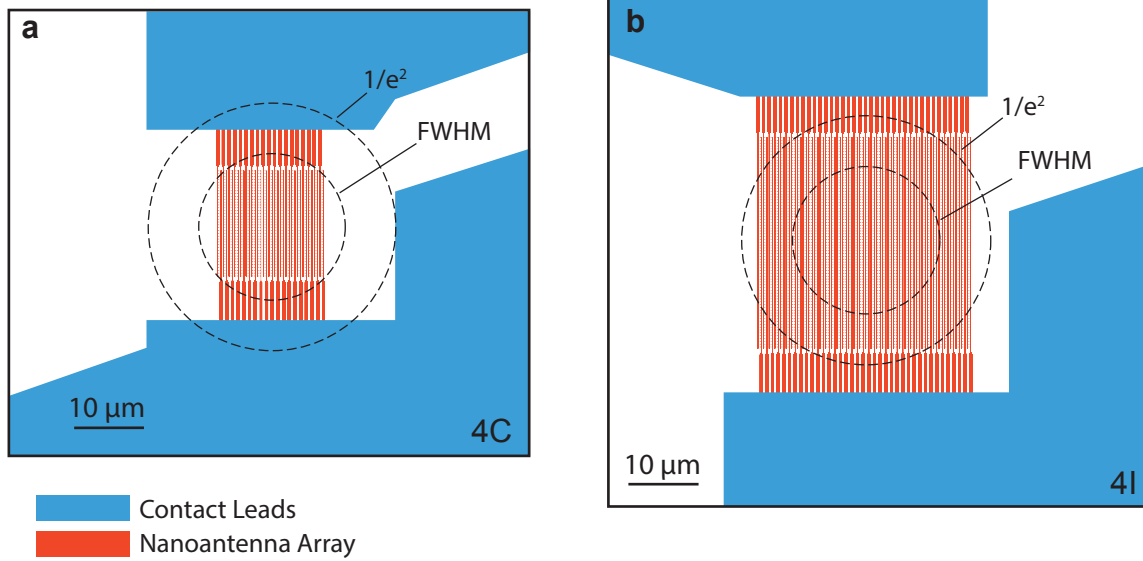 a
1/e²
FWHM
10 µm
4C
b
1/e²
FWHM
10 µm
4I
Contact Leads
Nanoantenna Array